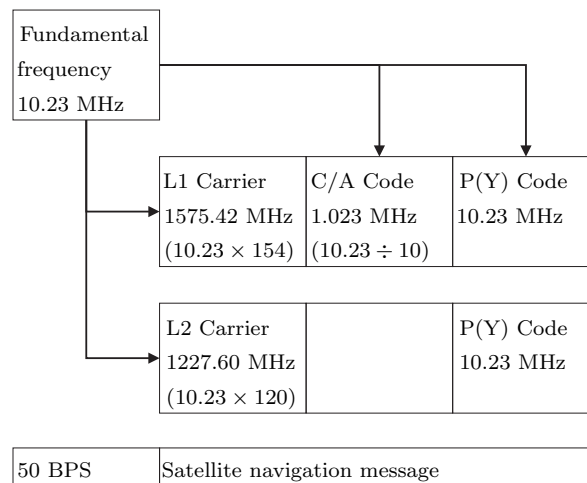 Fundamental
frequency
10.23 MHz
L1 Carrier
1575.42 MHz
(10.23 × 154)
C/A Code
1.023 MHz
(10.23 ÷ 10)
P(Y) Code
10.23 MHz
L2 Carrier
1227.60 MHz
(10.23 × 120)
P(Y) Code
10.23 MHz
50 BPS
Satellite navigation message